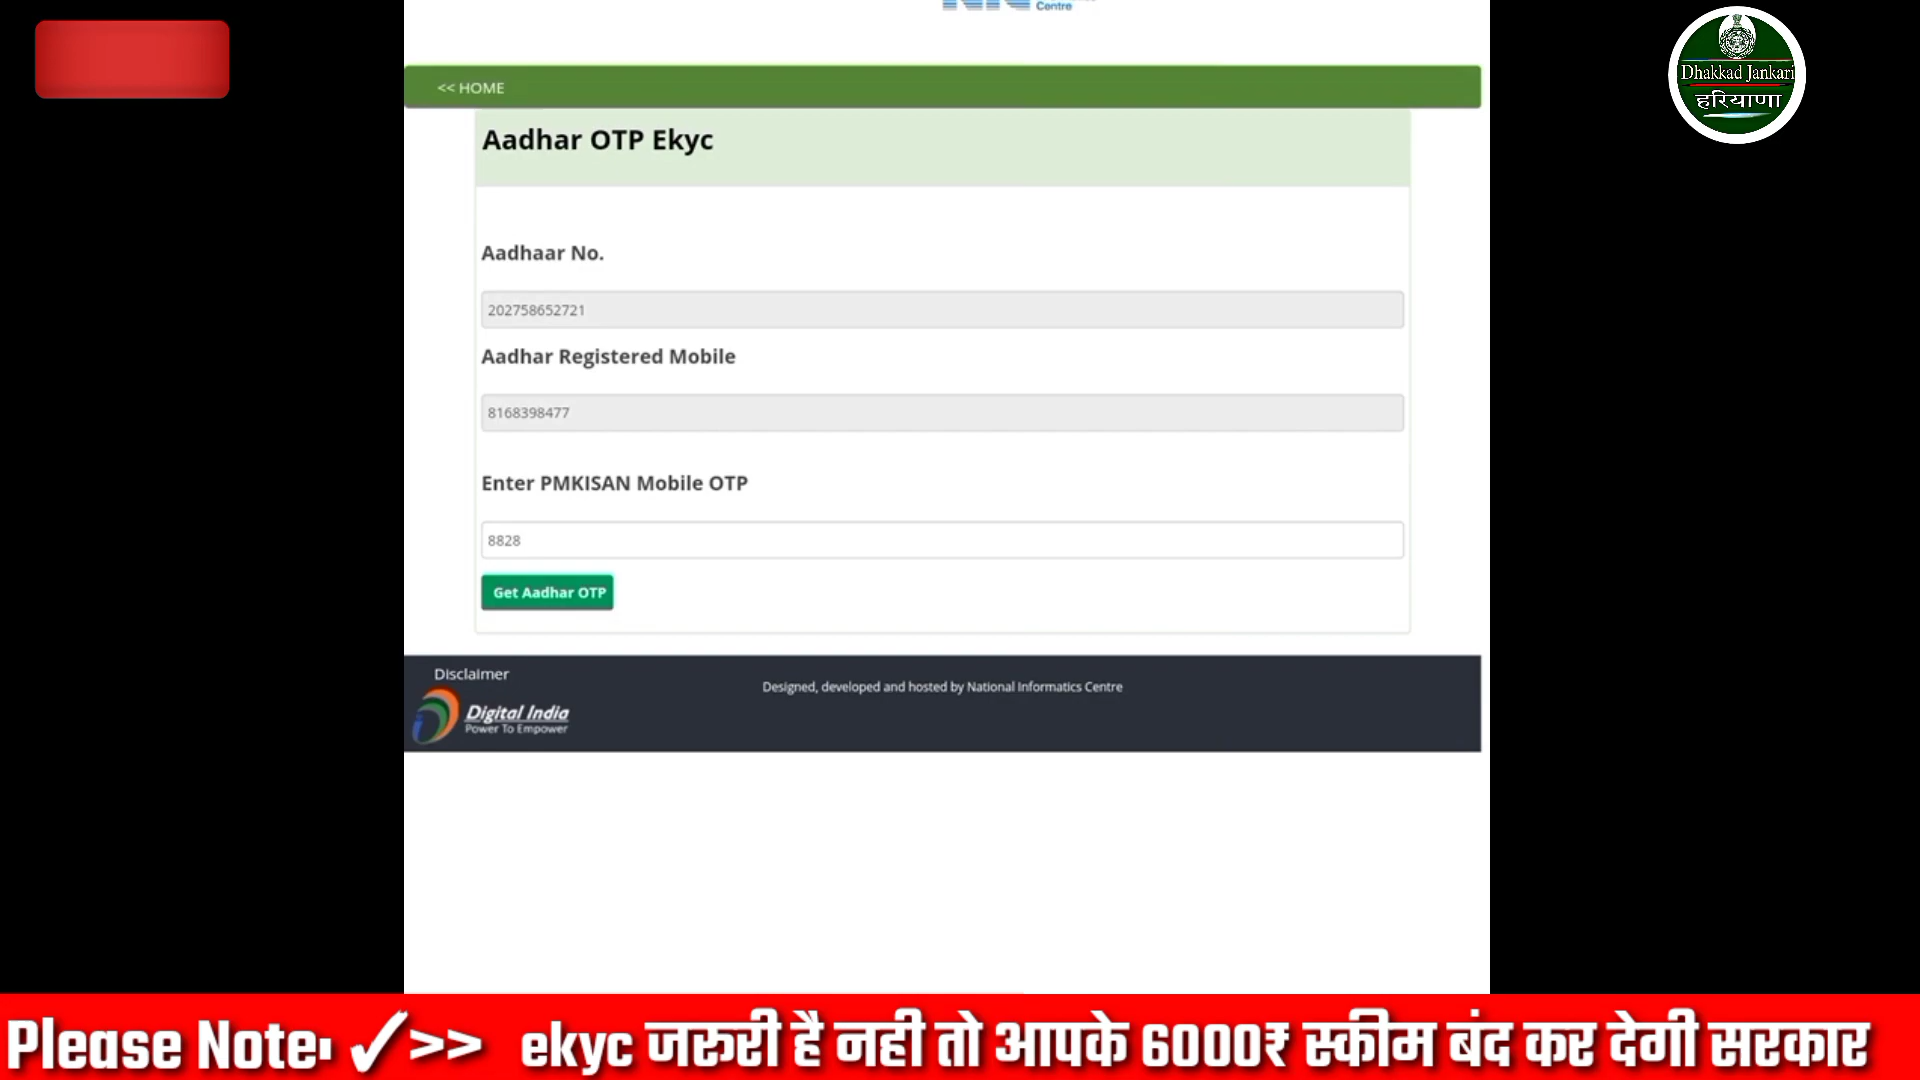 Centre
Dhakkad Jankari
हरियाणा
<< HOME
Aadhar OTP Ekyc
Aadhaar No.
202758652721
Aadhar Registered Mobile
8168398477
Enter PMKISAN Mobile OTP
8828
Get Aadhar OTP
Disclaimer
Digital India
Power To Empower
Designed, developed and hosted by National Informatics Centre
Please Note: ✓>> ekyc जरुरी है नही तो आपके 6000₹ स्कीम बंद कर देगी सरकार